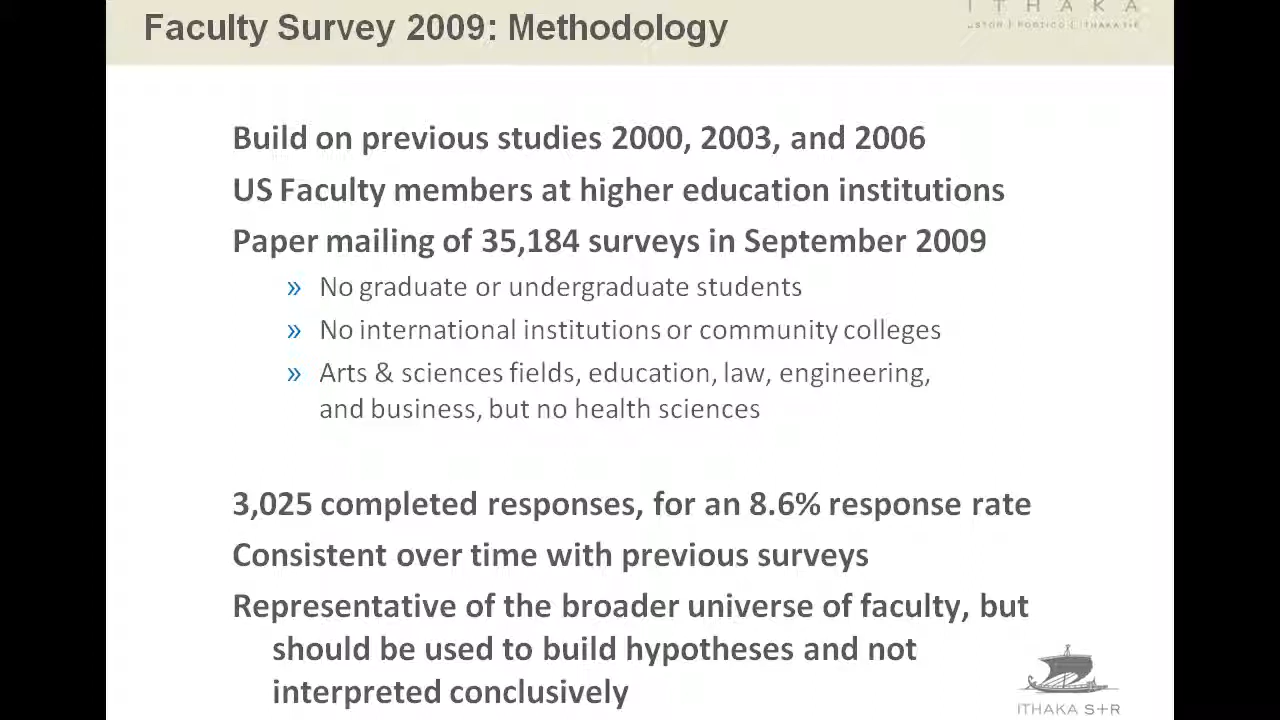 Faculty Survey 2009: Methodology
ITHAKA
JSTOR | PORTICO | ITHAKA S+R
Build on previous studies 2000, 2003, and 2006
US Faculty members at higher education institutions
Paper mailing of 35,184 surveys in September 2009
» No graduate or undergraduate students
» No international institutions or community colleges
» Arts & sciences fields, education, law, engineering,
and business, but no health sciences
3,025 completed responses, for an 8.6% response rate
Consistent over time with previous surveys
Representative of the broader universe of faculty, but
should be used to build hypotheses and not
interpreted conclusively
ITHAKA S+R